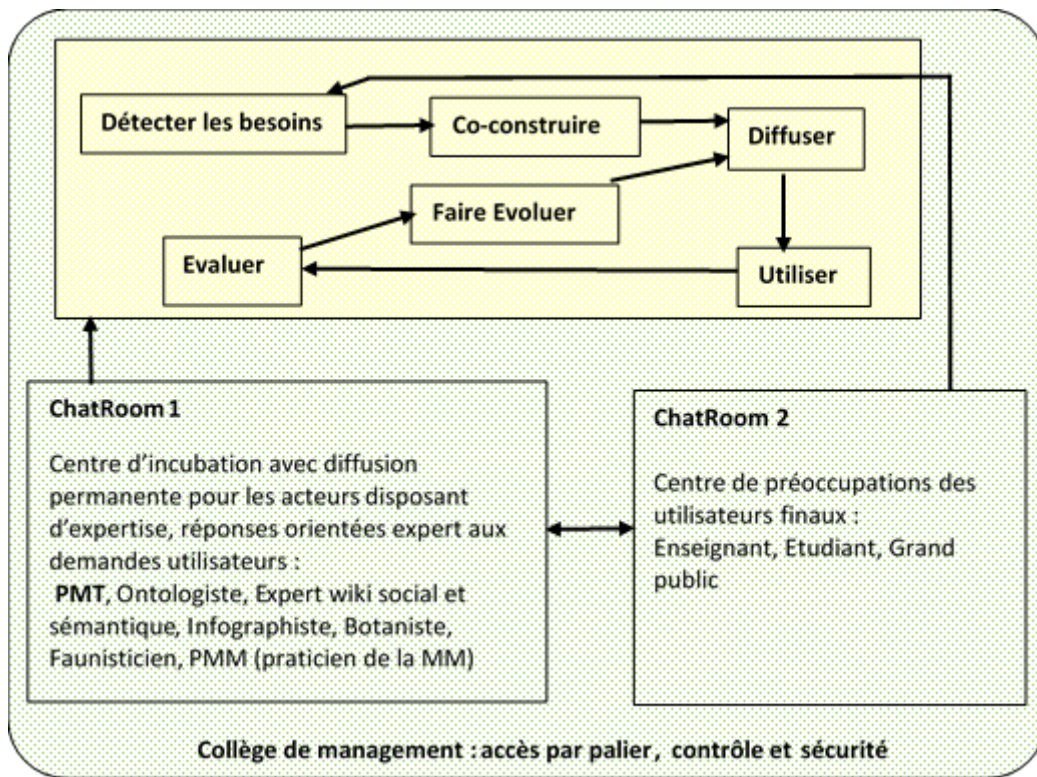 Détecter les besoins
Co-construire
Diffuser
Faire Evoluer
Evaluer
Utiliser
ChatRoom 1
Centre d'incubation avec diffusion
permanente pour les acteurs disposant
d'expertise, réponses orientées expert aux
demandes utilisateurs :
PMT, Ontologiste, Expert wiki social et
sémantique, Infographiste, Botaniste,
Faunisticien, PMM (praticien de la MM)
ChatRoom 2
Centre de préoccupations des
utilisateurs finaux :
Enseignant, Etudiant, Grand
public
Collège de management : accès par palier, contrôle et sécurité